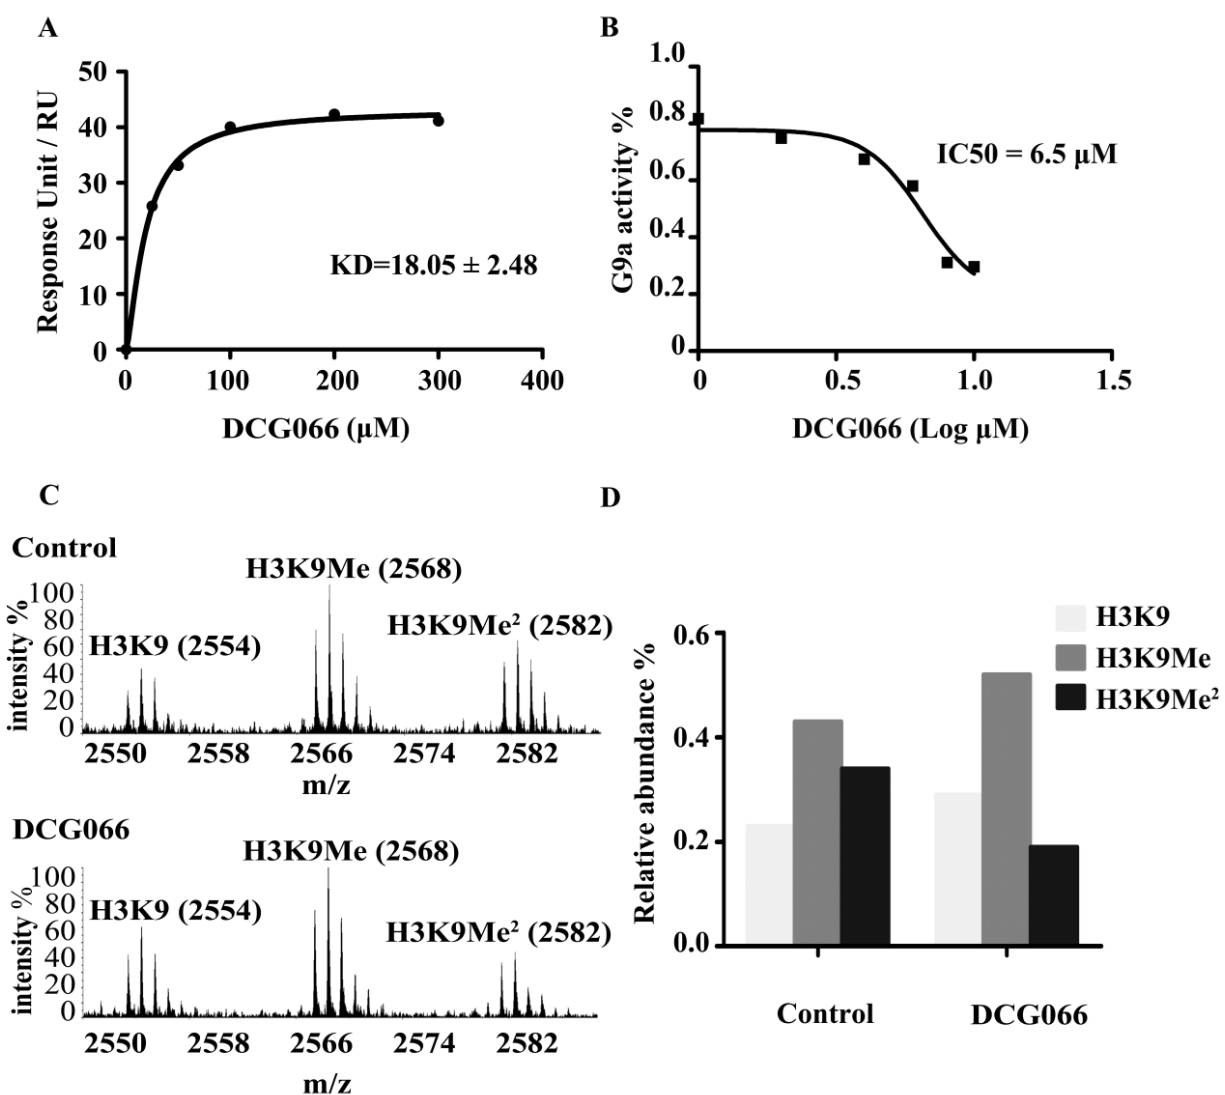 A
50
40
30
20
10
0
Response Unit / RU
KD=18.05 ± 2.48
0 100 200 300 400
DCG066 (μM)
B
1.0
0.8
0.6
0.4
0.2
0
G9a activity %
IC50 = 6.5 μM
0 0.5 1.0 1.5
DCG066 (Log μM)
C
Control
H3K9Me (2568)
H3K9 (2554)
H3K9Me² (2582)
100
80
60
40
20
0
intensity %
2550 2558 2566 2574 2582
m/z
DCG066
H3K9Me (2568)
H3K9 (2554)
H3K9Me² (2582)
100
80
60
40
20
0
intensity %
2550 2558 2566 2574 2582
m/z
D
H3K9
H3K9Me
H3K9Me²
0.6
0.4
0.2
0.0
Relative abundance %
Control DCG066